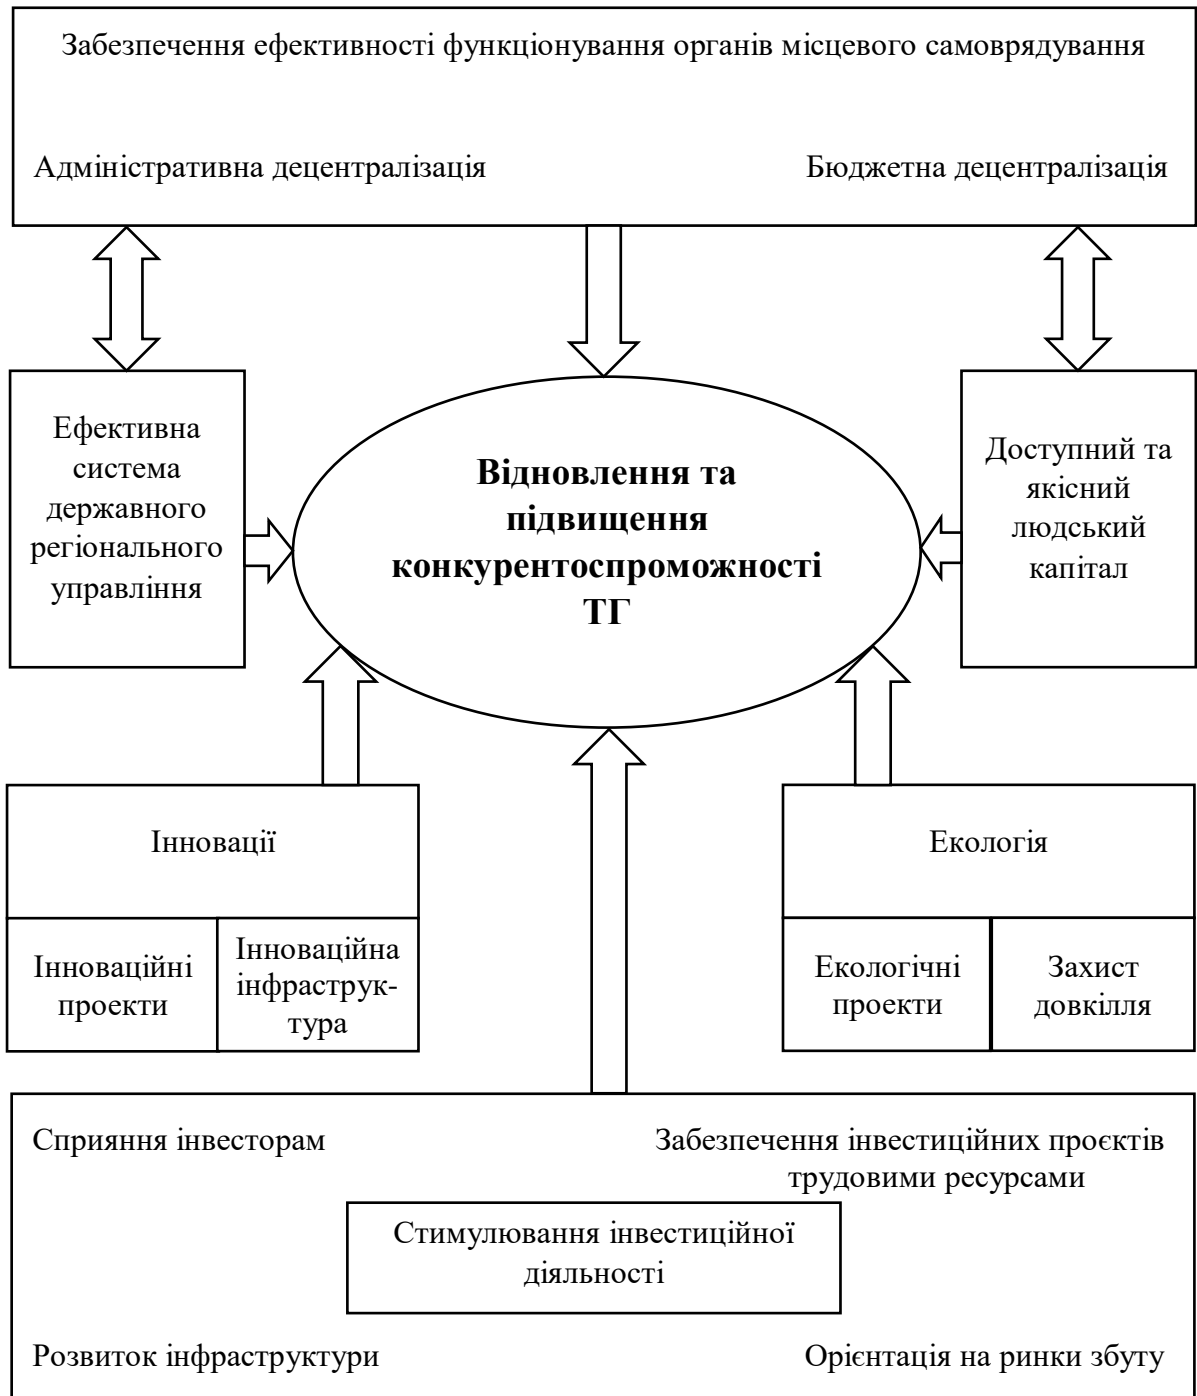 Забезпечення ефективності функціонування органів місцевого самоврядування
Адміністративна децентралізація
Бюджетна децентралізація
Ефективна
система
державного
регіонального
управління
Відновлення та
підвищення
конкурентоспроможності
ТГ
Доступний та
якісний
людський
капітал
Інновації
Інноваційні
проекти
Інноваційна
інфраструк-
тура
Екологія
Екологічні
проекти
Захист
довкілля
Сприяння інвесторам
Забезпечення інвестиційних проєктів
трудовими ресурсами
Стимулювання інвестиційної
діяльності
Розвиток інфраструктури
Орієнтація на ринки збуту